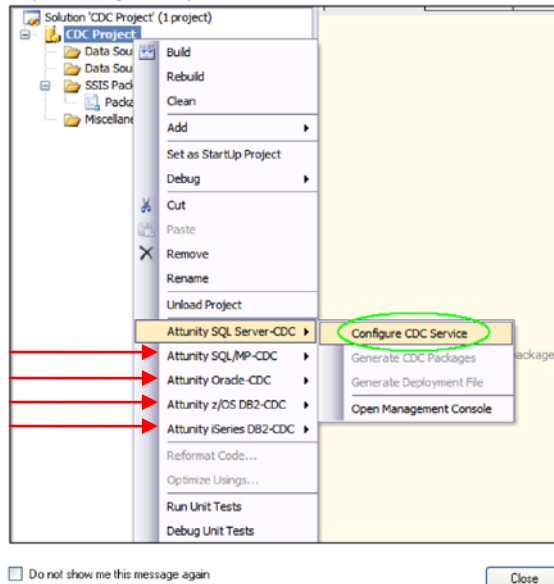 Solution 'CDC Project' (1 project)
CDC Project
Data Sou
Data Sou
SSIS Pack
Packa
Miscellane
Build
Rebuild
Clean
Add
Set as StartUp Project
Debug
Cut
Paste
Remove
Rename
Unload Project
Attunity SQL Server-CDC
Attunity SQL/MP-CDC
Attunity Oracle-CDC
Attunity z/OS DB2-CDC
Attunity iSeries DB2-CDC
Reformat Code...
Optimize Usings...
Run Unit Tests
Debug Unit Tests
Configure CDC Service
Generate CDC Packages
Generate Deployment File
Open Management Console
package
Do not show me this message again
Close